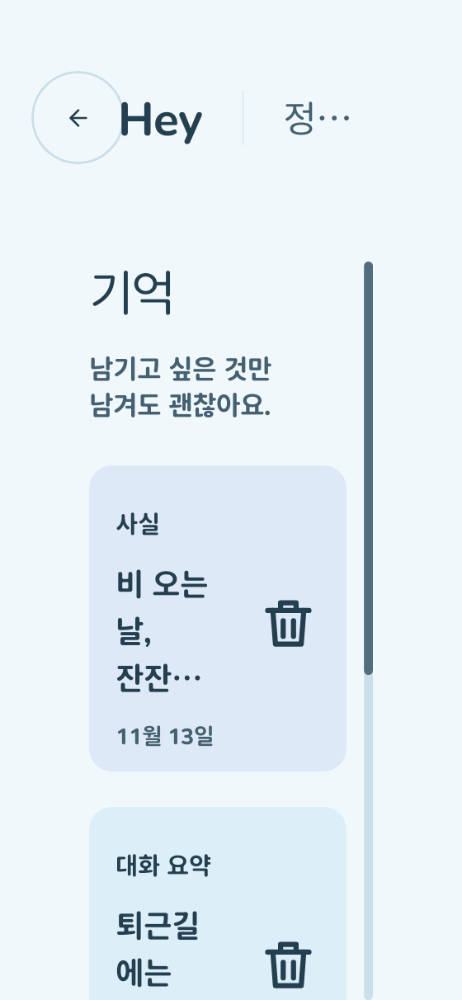 Hey
정…
기억
남기고 싶은 것만
남겨도 괜찮아요.
사실
비 오는
날,
잔잔…
11월 13일
대화 요약
퇴근길
에는